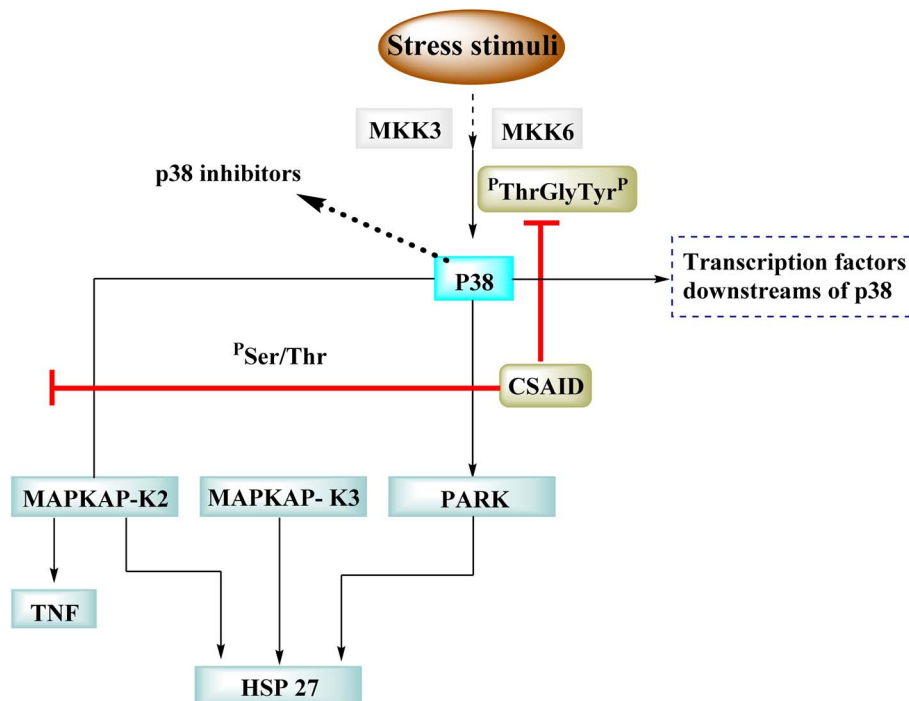 Stress stimuli
MKK3
MKK6
p38 inhibitors
PThrGlyTyrP
P38
Transcription factors
downstreams of p38
PSer/Thr
CSAID
MAPKAP-K2
MAPKAP- K3
PARK
TNF
HSP 27